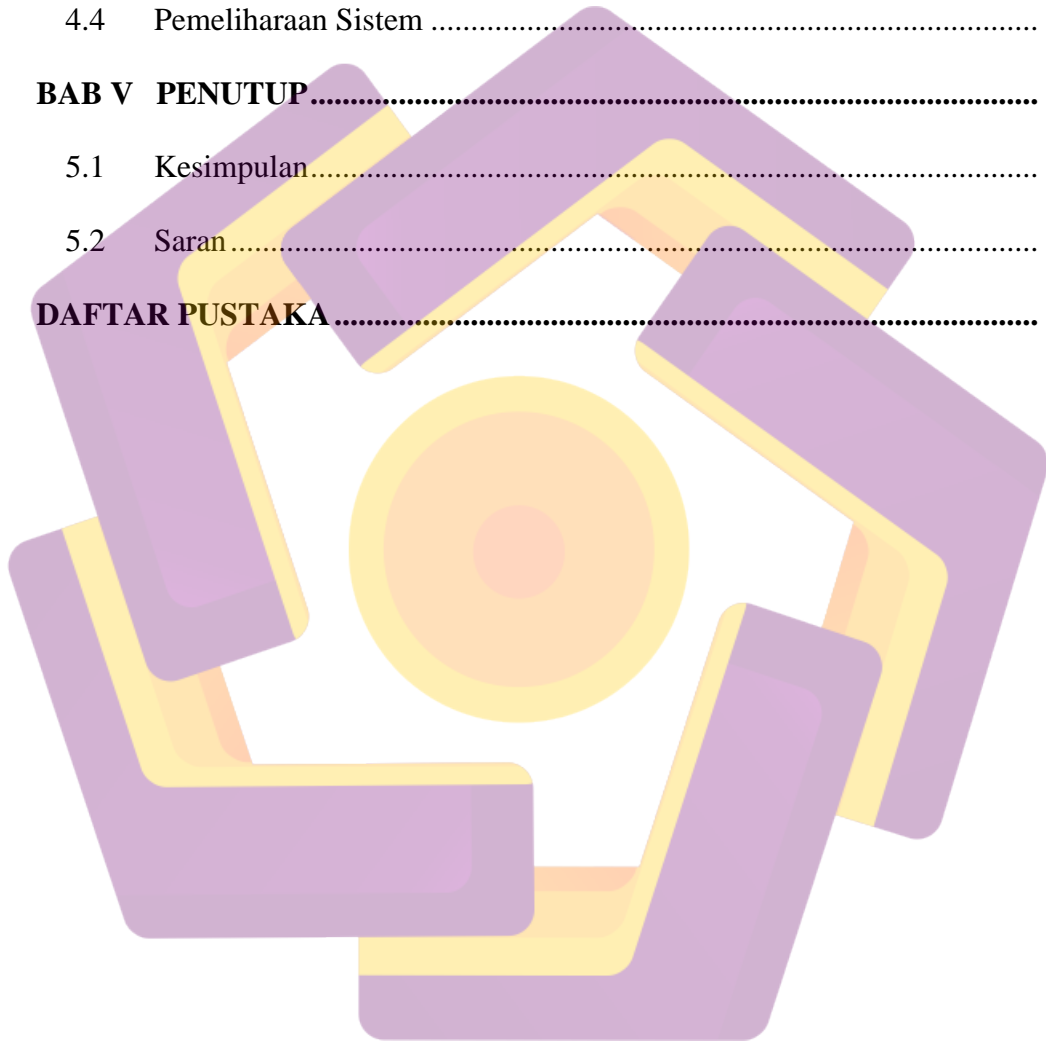 4.4 Pemeliharaan Sistem ........................................................................
BAB V PENUTUP........................................................................
5.1 Kesimpulan........................................................................
5.2 Saran ........................................................................
DAFTAR PUSTAKA ........................................................................